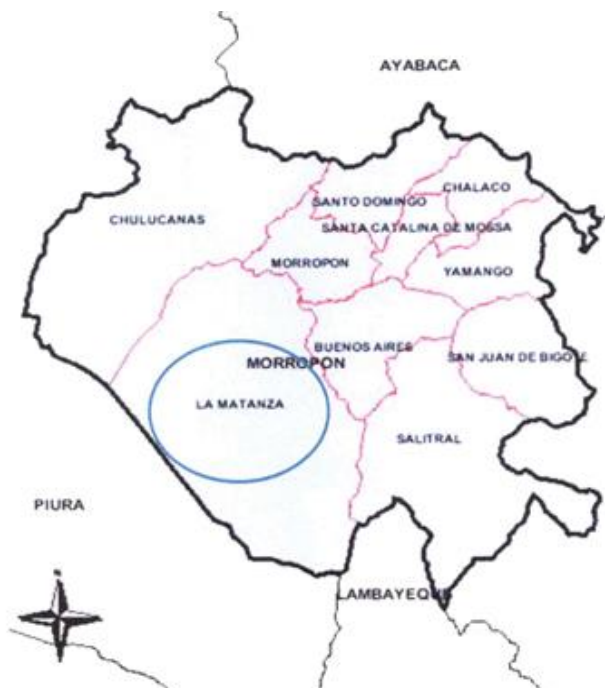 AYABACA
CHALACO
SANTO DOMINGO
CHULUCANAS
SANTA CATALINA DE MOSSA
MORROPON
YAMANGO
BUENOS AIRES
SAN JUAN DE BIGOTE
MORROPON
LA MATANZA
SALITRAL
PIURA
LAMBAYEQUE